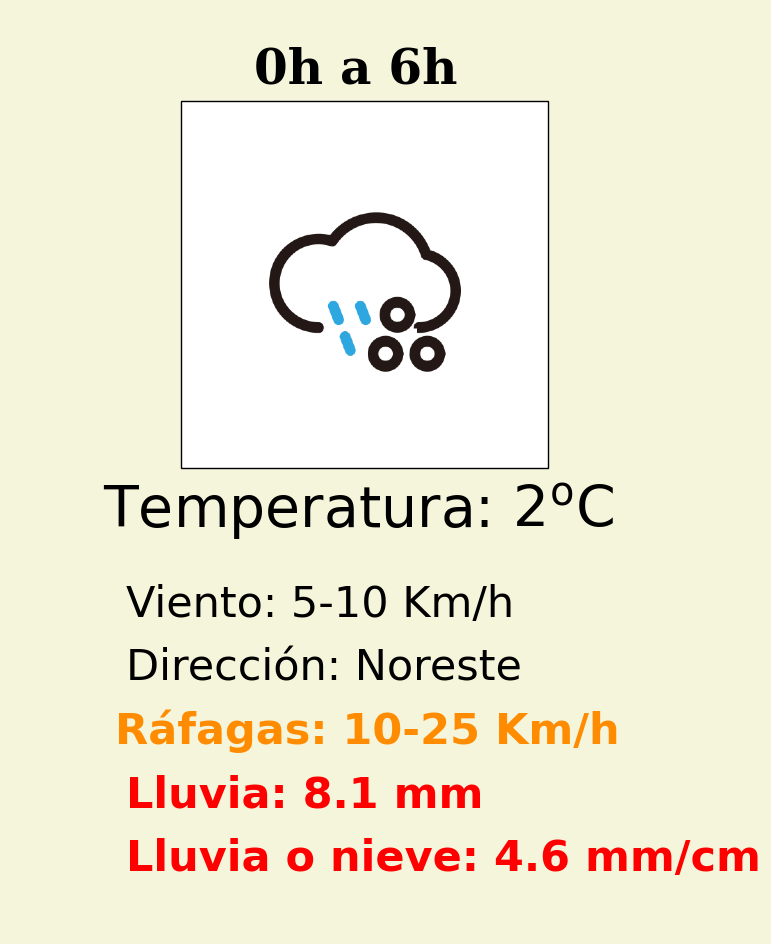 0h a 6h
Temperatura: 2ºC
Viento: 5-10 Km/h
Dirección: Noreste
Ráfagas: 10-25 Km/h
Lluvia: 8.1 mm
Lluvia o nieve: 4.6 mm/cm